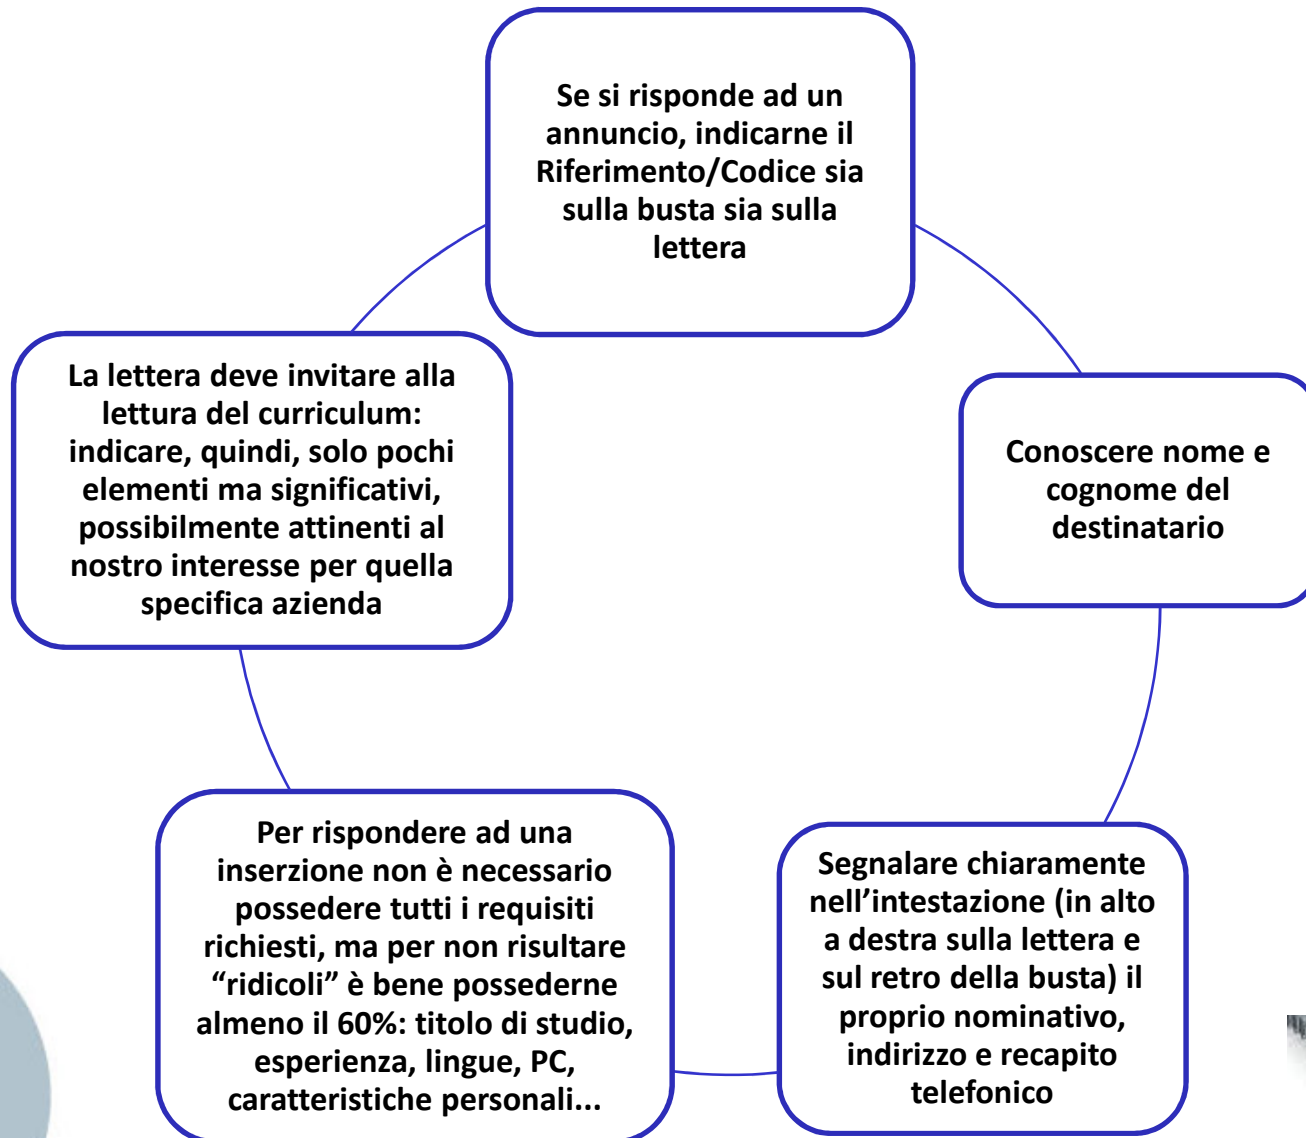 Se si risponde ad un
annuncio, indicarne il
Riferimento/Codice sia
sulla busta sia sulla
lettera
Conoscere nome e
cognome del
destinatario
Segnalare chiaramente
nell’intestazione (in alto
a destra sulla lettera e
sul retro della busta) il
proprio nominativo,
indirizzo e recapito
telefonico
Per rispondere ad una
inserzione non è necessario
possedere tutti i requisiti
richiesti, ma per non risultare
“ridicoli” è bene possederne
almeno il 60%: titolo di studio,
esperienza, lingue, PC,
caratteristiche personali...
La lettera deve invitare alla
lettura del curriculum:
indicare, quindi, solo pochi
elementi ma significativi,
possibilmente attinenti al
nostro interesse per quella
specifica azienda